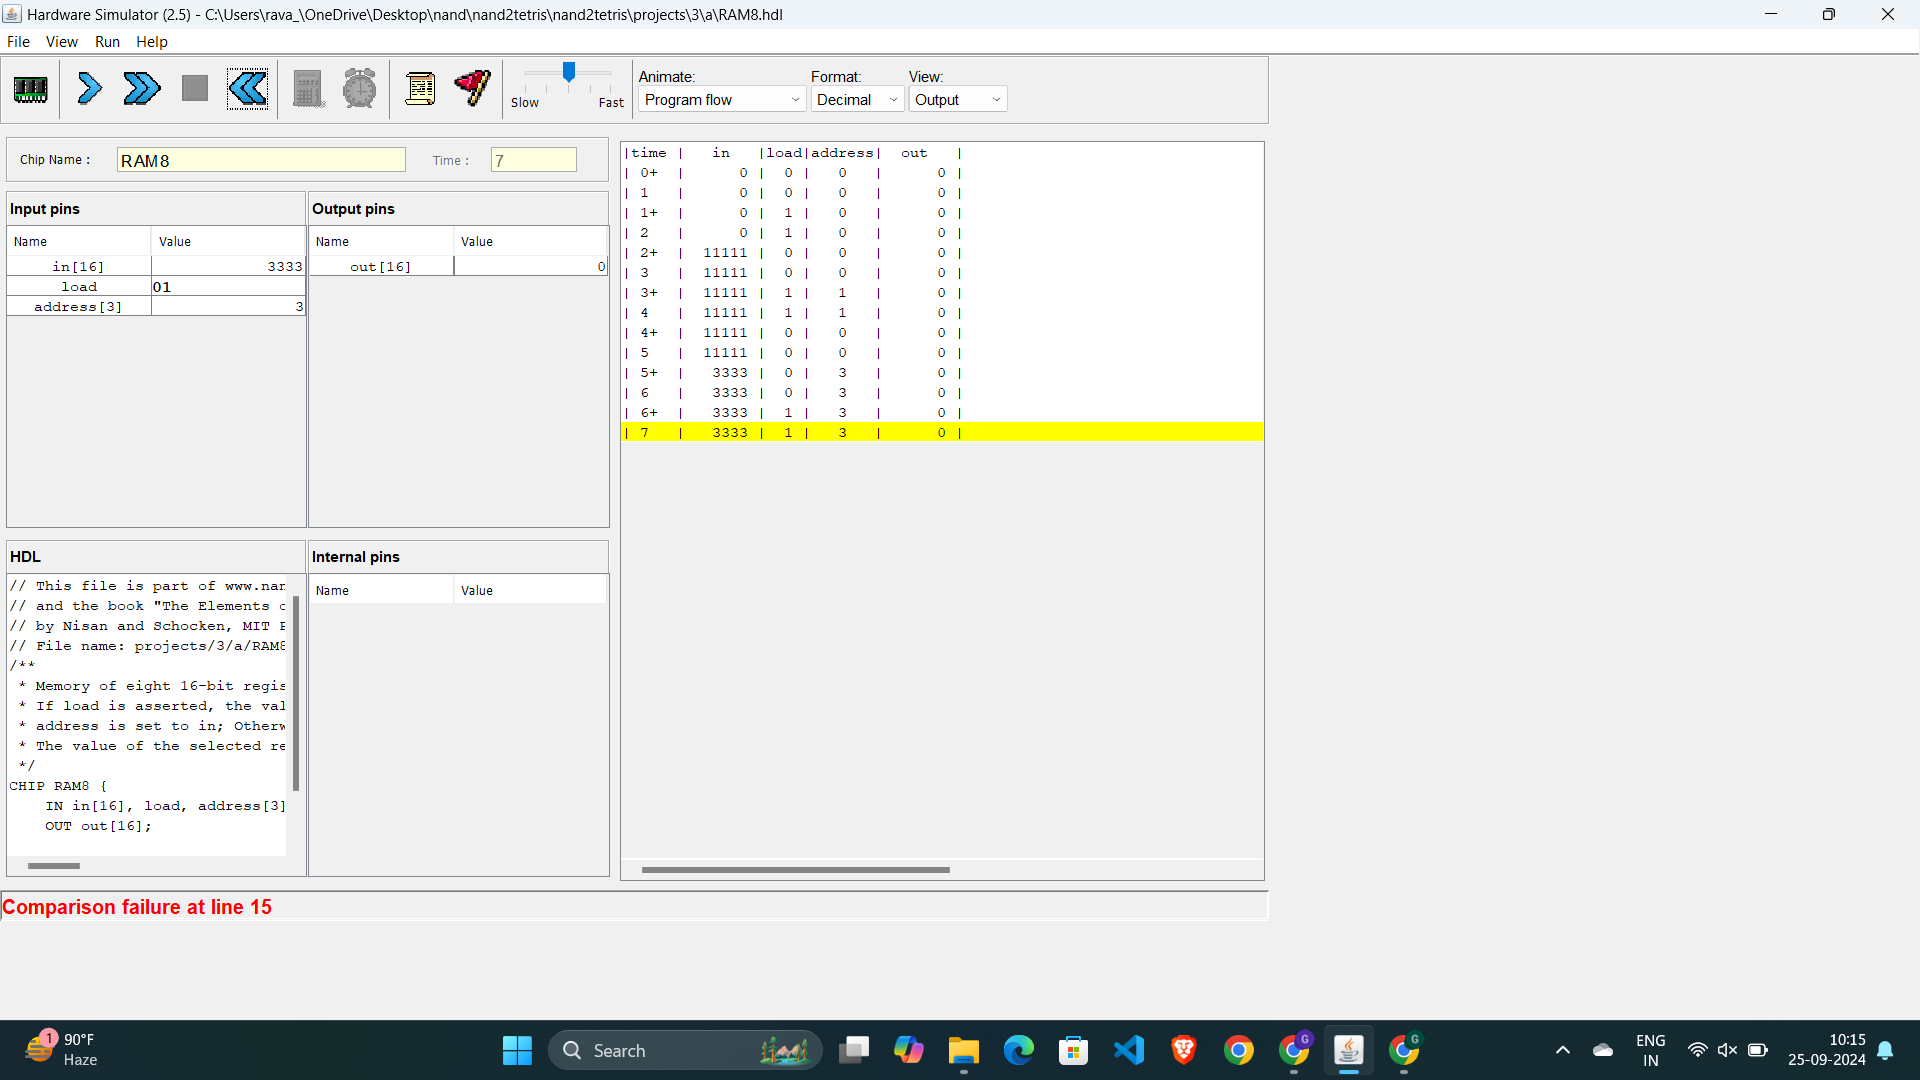 Hardware Simulator (2.5) - C:\Users\rava_\OneDrive\Desktop\nand\nand2tetris\nand2tetris\projects\3\a\RAM8.hdl
File View Run Help
Slow Fast
Animate: Format: View:
Program flow Decimal Output
Chip Name : RAM8 Time : 7
Input pins Output pins
Name Value Name Value
in[16] 3333 out[16] 0
load 01
address[3] 3
|time | in |load|address| out |
| 0+ | 0 | 0 | 0 | 0 |
| 1 | 0 | 0 | 0 | 0 |
| 1+ | 0 | 1 | 0 | 0 |
| 2 | 0 | 1 | 0 | 0 |
| 2+ | 11111 | 0 | 0 | 0 |
| 3 | 11111 | 0 | 0 | 0 |
| 3+ | 11111 | 1 | 1 | 0 |
| 4 | 11111 | 1 | 1 | 0 |
| 4+ | 11111 | 0 | 0 | 0 |
| 5 | 11111 | 0 | 0 | 0 |
| 5+ | 3333 | 0 | 3 | 0 |
| 6 | 3333 | 0 | 3 | 0 |
| 6+ | 3333 | 1 | 3 | 0 |
| 7 | 3333 | 1 | 3 | 0 |
HDL Internal pins
Name Value
// This file is part of www.nan
// and the book "The Elements o
// by Nisan and Schocken, MIT P
// File name: projects/3/a/RAM8
/**
* Memory of eight 16-bit regis
* If load is asserted, the val
* address is set to in; Otherw
* The value of the selected re
*/
CHIP RAM8 {
IN in[16], load, address[3]
OUT out[16];
Comparison failure at line 15
1
90°F
Haze
Search
G
G
ENG
IN
10:15
25-09-2024